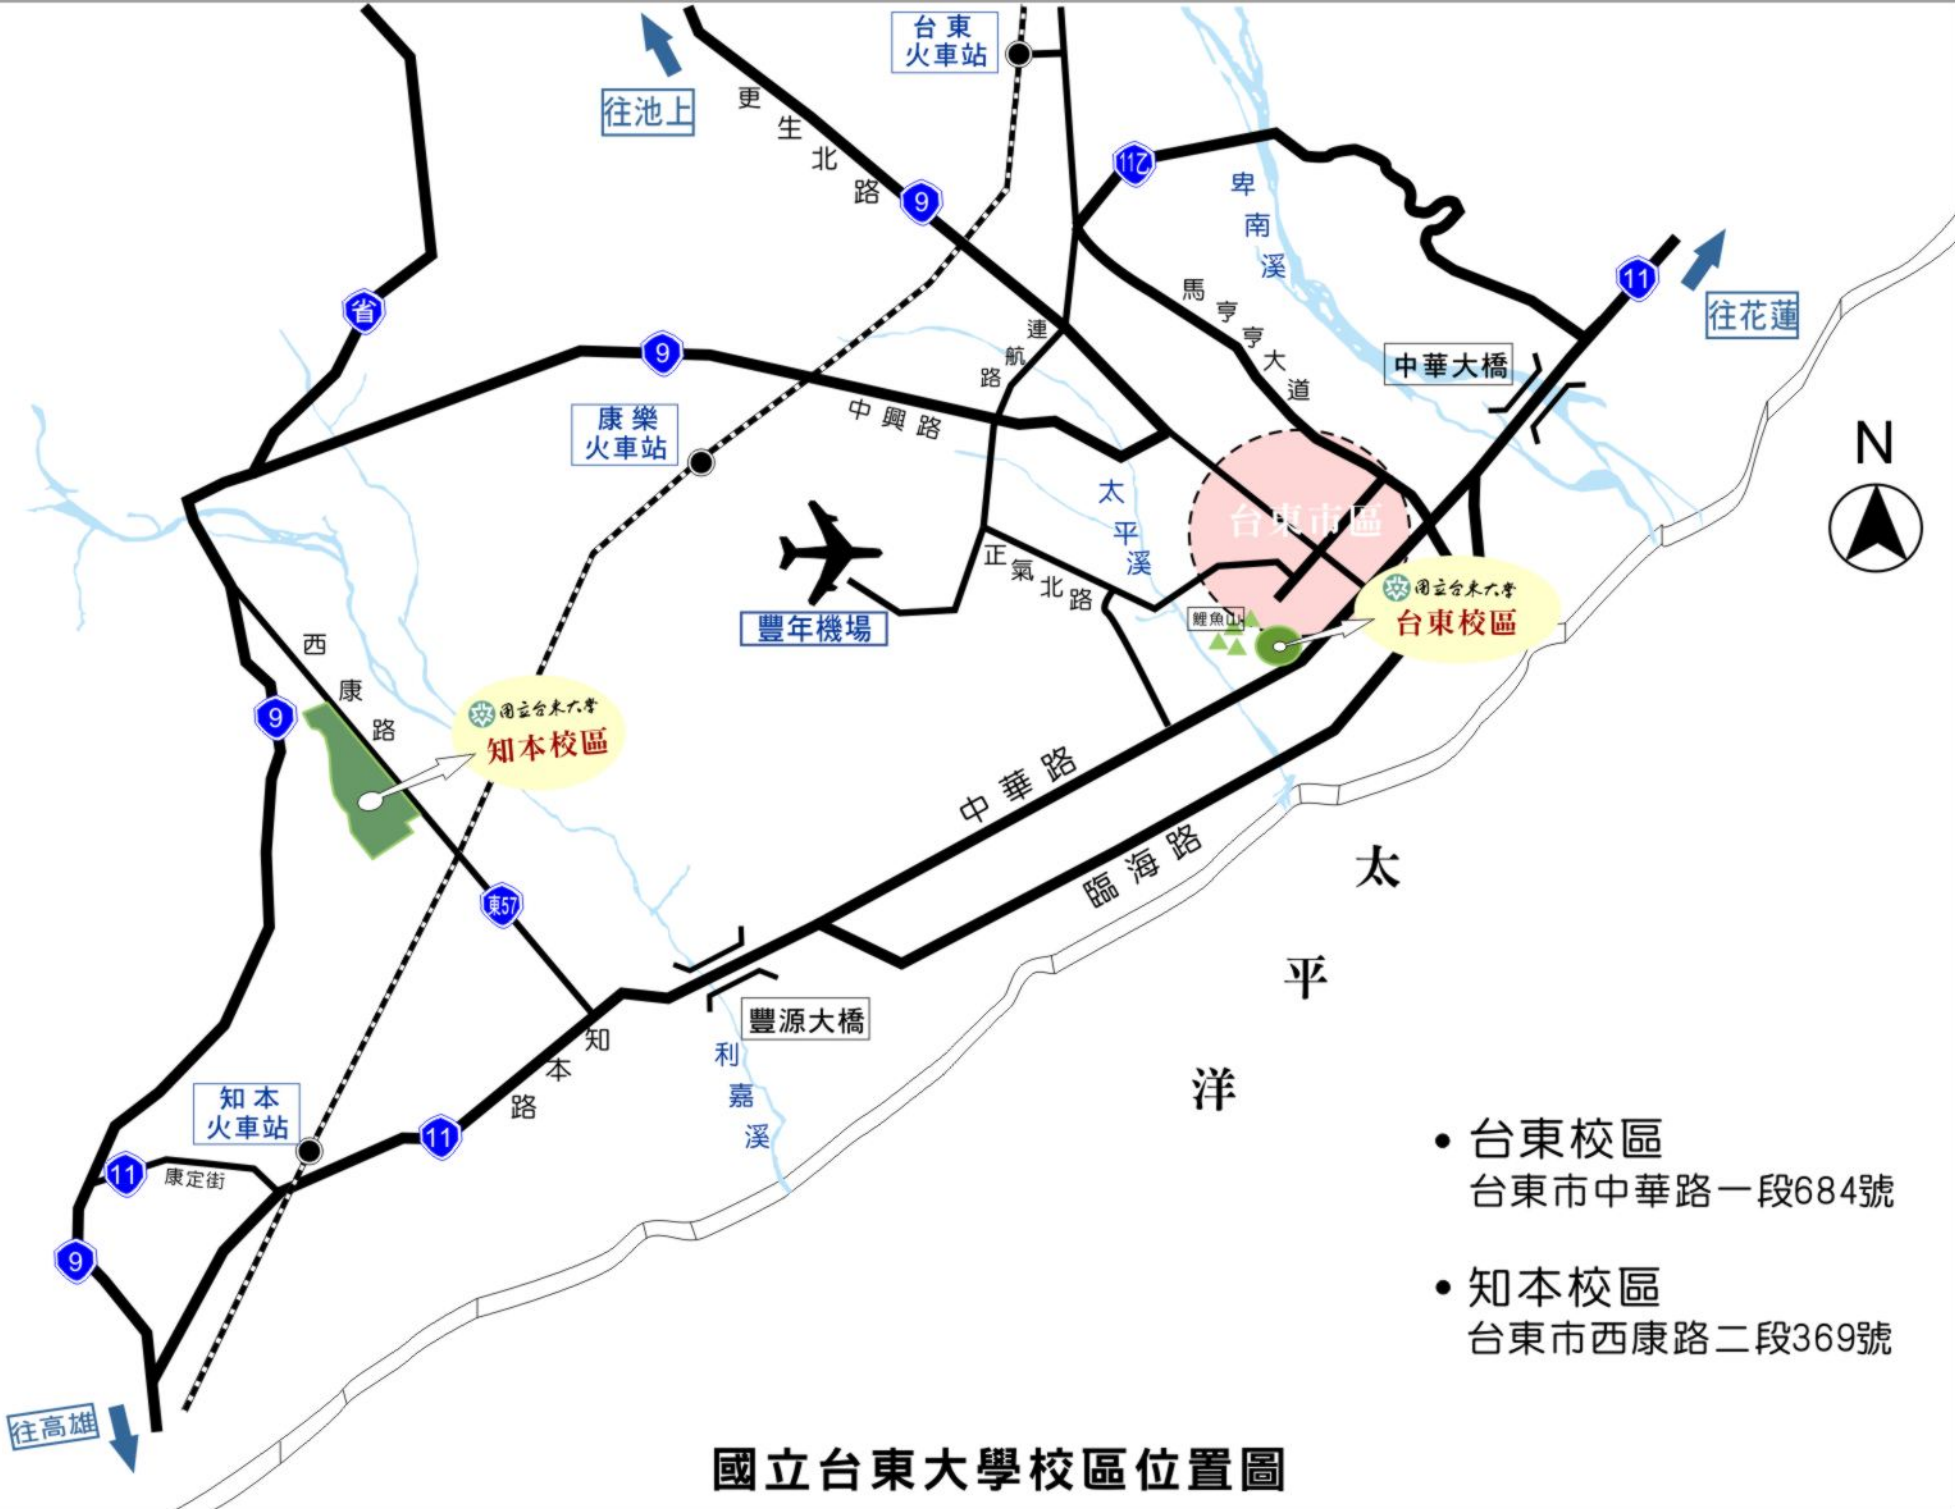 台東
火車站
往池上
更生北路
9
11乙
卑南溪
11
往花蓮
省
9
連航路
馬亨亨大道
中華大橋
康樂
火車站
中興路
N
太平溪
台東市區
正氣北路
豐年機場
鯉魚山
國立台東大學
台東校區
西康路
9
國立台東大學
知本校區
中華路
臨海路
太平洋
東57
豐源大橋
知本路
利嘉溪
知本
火車站
11
11
康定街
9
往高雄
• 台東校區
台東市中華路一段684號
• 知本校區
台東市西康路二段369號
國立台東大學校區位置圖